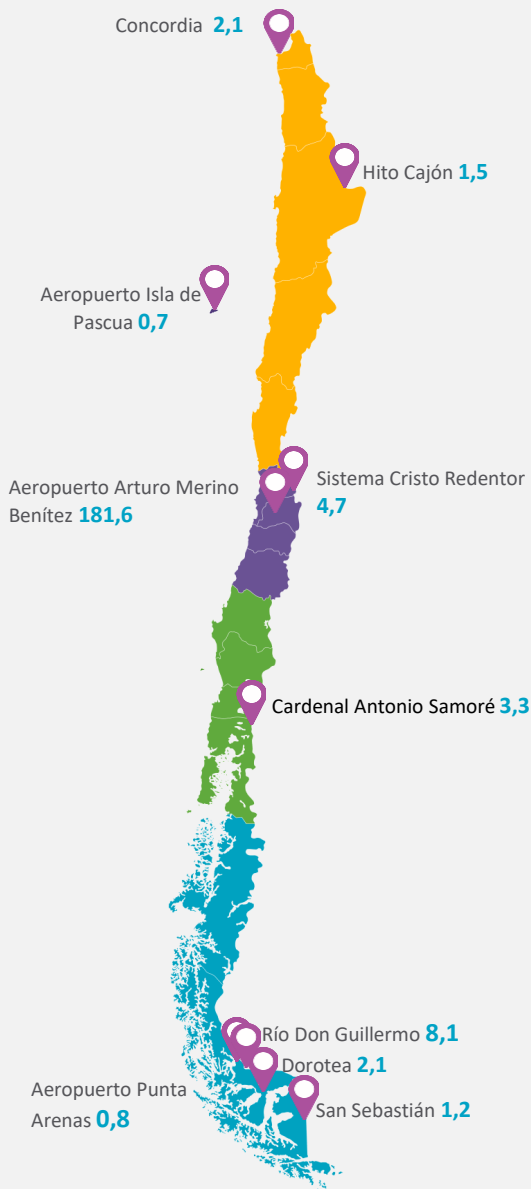 Concordia 2,1
Hito Cajón 1,5
Aeropuerto Isla de
Pascua 0,7
Sistema Cristo Redentor
4,7
Aeropuerto Arturo Merino
Benítez 181,6
Cardenal Antonio Samoré 3,3
Río Don Guillermo 8,1
Dorotea 2,1
Aeropuerto Punta
Arenas 0,8
San Sebastián 1,2